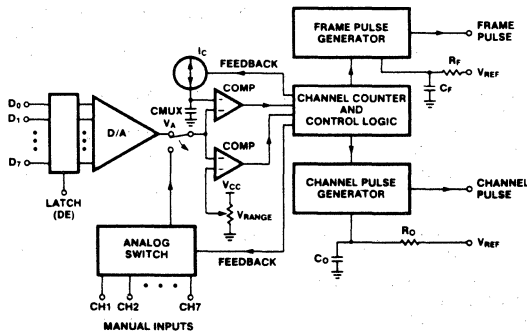 FRAME PULSE
GENERATOR
FRAME
PULSE
IC
FEEDBACK
RF
VREF
CF
COMP
CMUX
D0
D1
D7
D/A
VA
CHANNEL COUNTER
AND
CONTROL LOGIC
COMP
LATCH
(DE)
VCC
VRANGE
CHANNEL PULSE
GENERATOR
CHANNEL
PULSE
ANALOG
SWITCH
FEEDBACK
RO
VREF
CO
CH1 CH2 CH7
MANUAL INPUTS